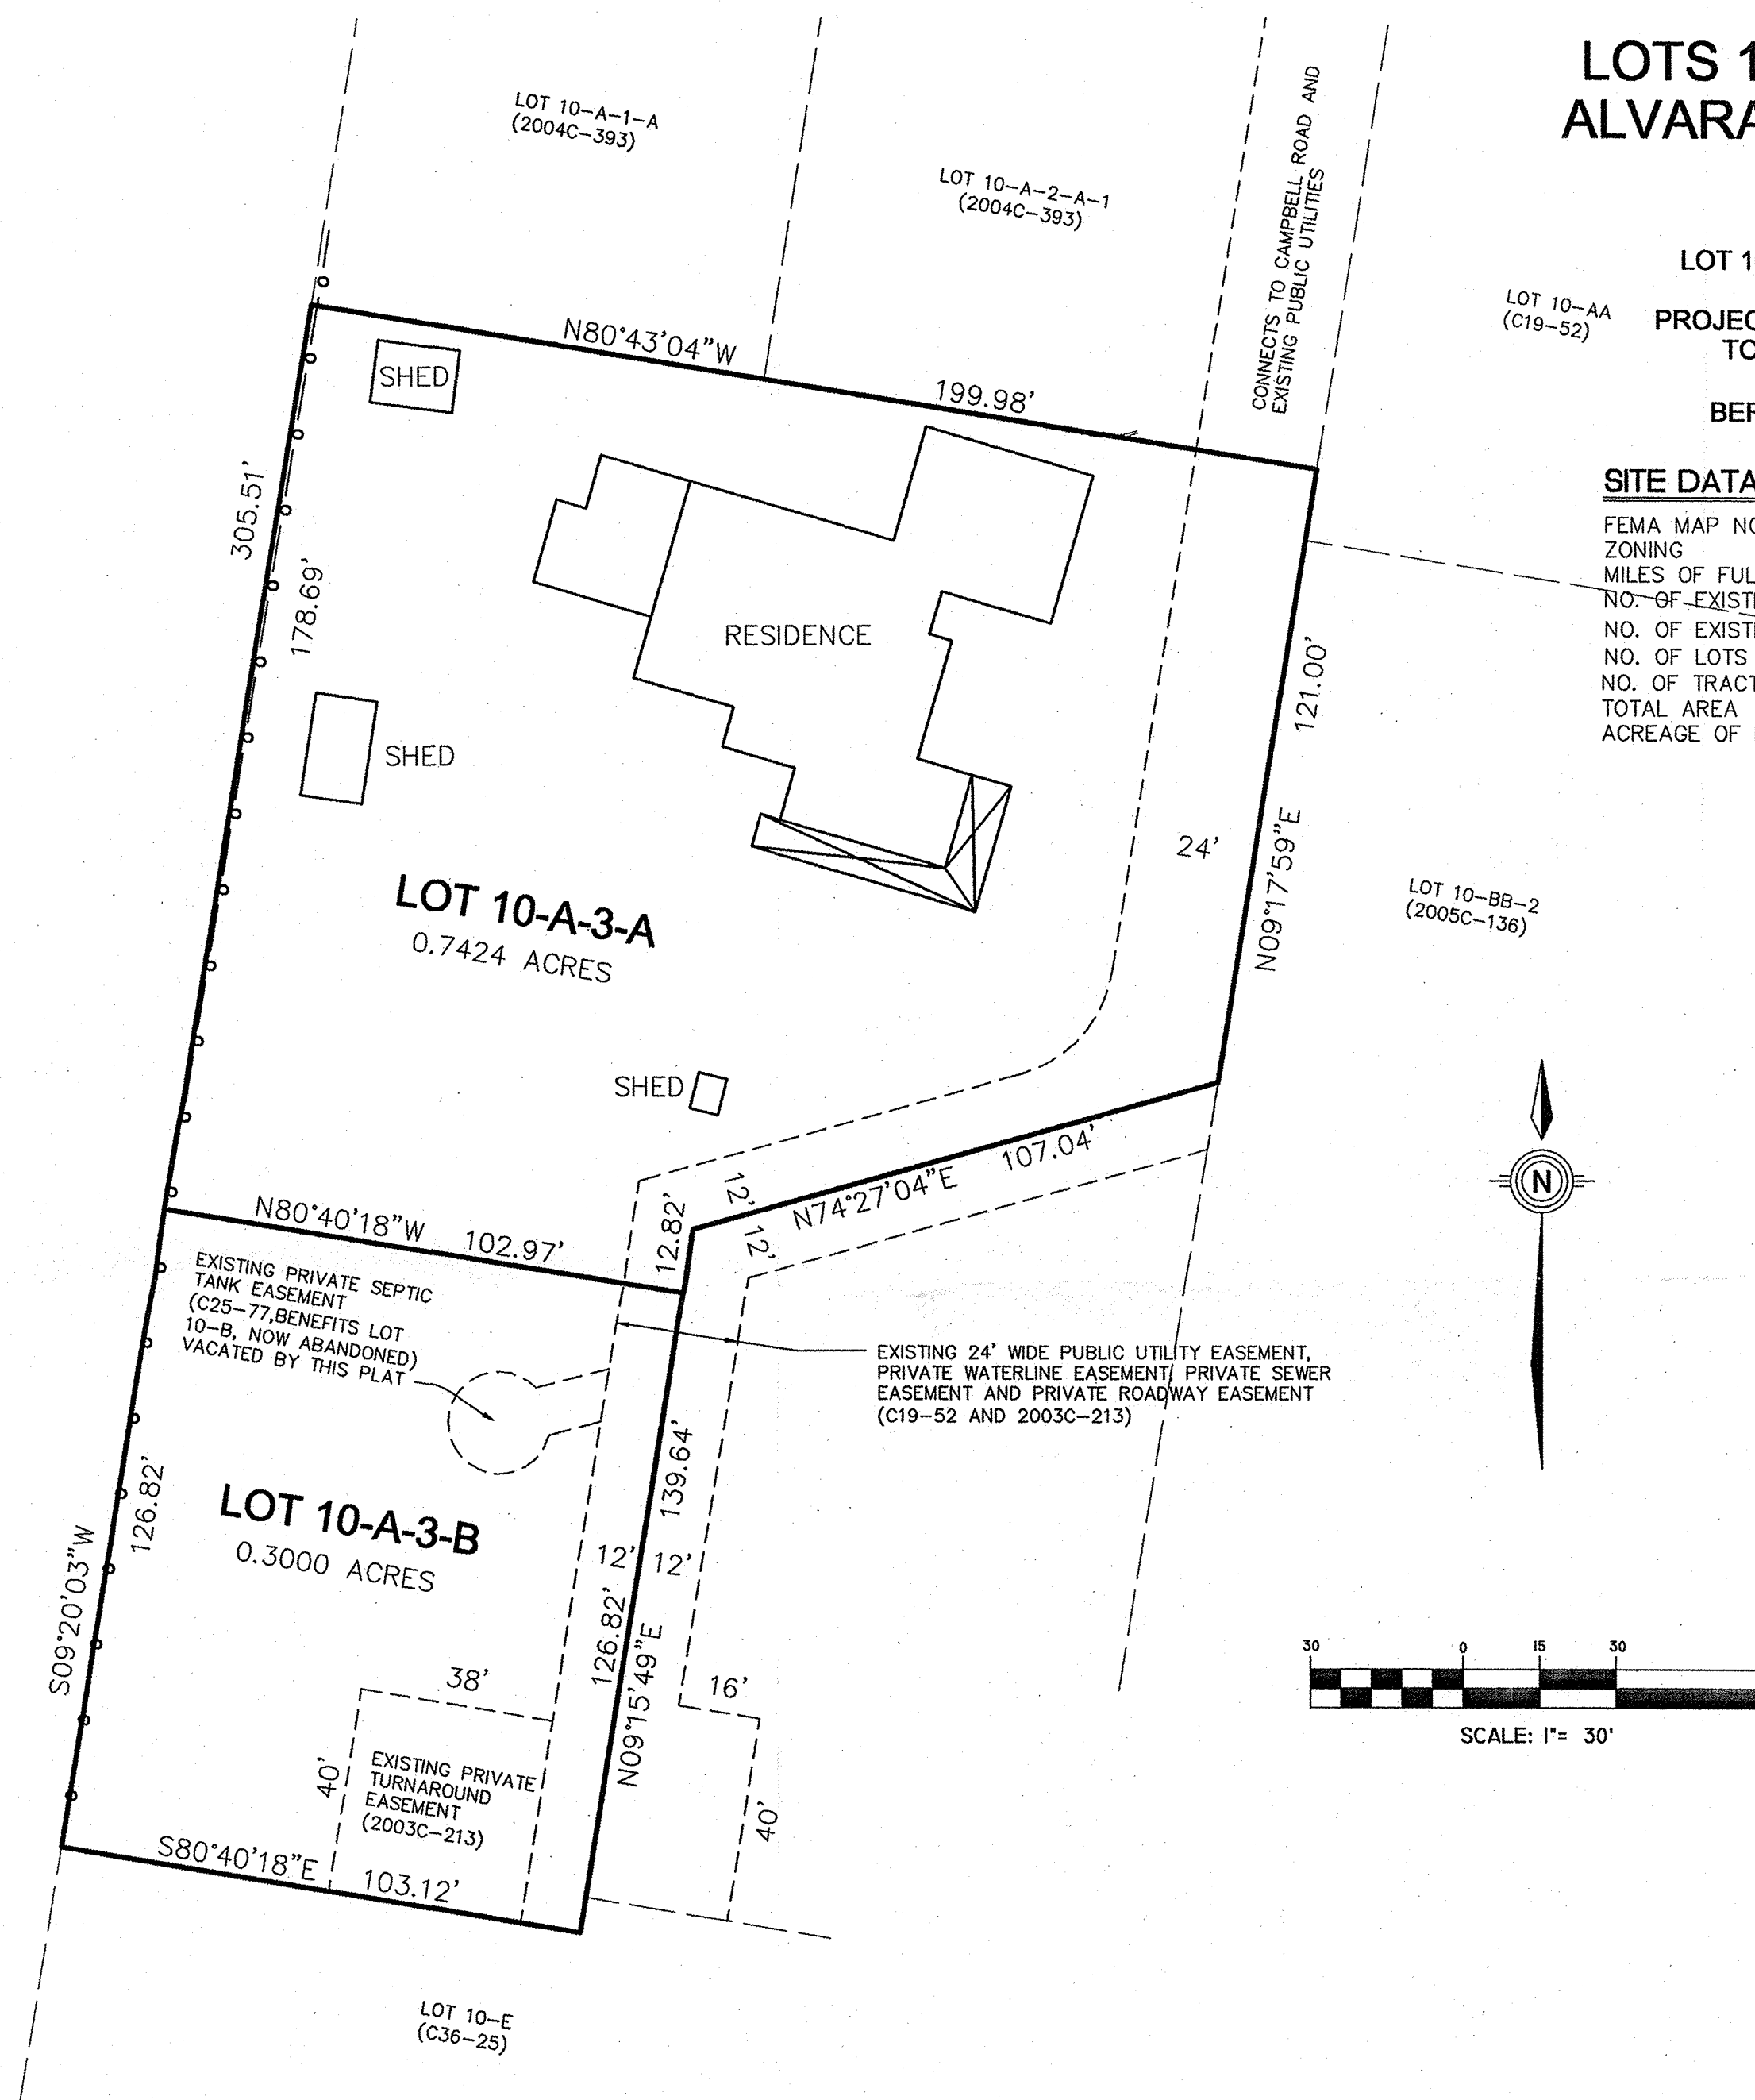 LOTS 1
ALVARA
LOT 1
PROJEC
TO
BER
SITE DATA
FEMA MAP NO
ZONING
MILES OF FUL
NO. OF EXISTI
NO. OF EXISTI
NO. OF LOTS
NO. OF TRACT
TOTAL AREA
ACREAGE OF
LOT 10-A-1-A
(2004C-393)
LOT 10-A-2-A-1
(2004C-393)
CONNECTS TO CAMPBELL ROAD AND
EXISTING PUBLIC UTILITIES
LOT 10-AA
(C19-52)
N80°43'04"W
199.98'
SHED
305.51'
178.69'
RESIDENCE
SHED
121.00'
N09°17'59"E
24'
LOT 10-BB-2
(2005C-136)
LOT 10-A-3-A
0.7424 ACRES
SHED
N74°27'04"E
107.04'
12'
12'
12.82'
N80°40'18"W
102.97'
EXISTING PRIVATE SEPTIC
TANK EASEMENT
(C25-77,BENEFITS LOT
10-B, NOW ABANDONED)
VACATED BY THIS PLAT
EXISTING 24' WIDE PUBLIC UTILITY EASEMENT,
PRIVATE WATERLINE EASEMENT, PRIVATE SEWER
EASEMENT AND PRIVATE ROADWAY EASEMENT
(C19-52 AND 2003C-213)
N
139.64'
LOT 10-A-3-B
0.3000 ACRES
126.82'
S09°20'03"W
12'
12'
126.82'
N09°15'49"E
38'
16'
40'
EXISTING PRIVATE
TURNAROUND
EASEMENT
(2003C-213)
40'
S80°40'18"E
103.12'
30
0
15
30
SCALE: 1"= 30'
LOT 10-E
(C36-25)